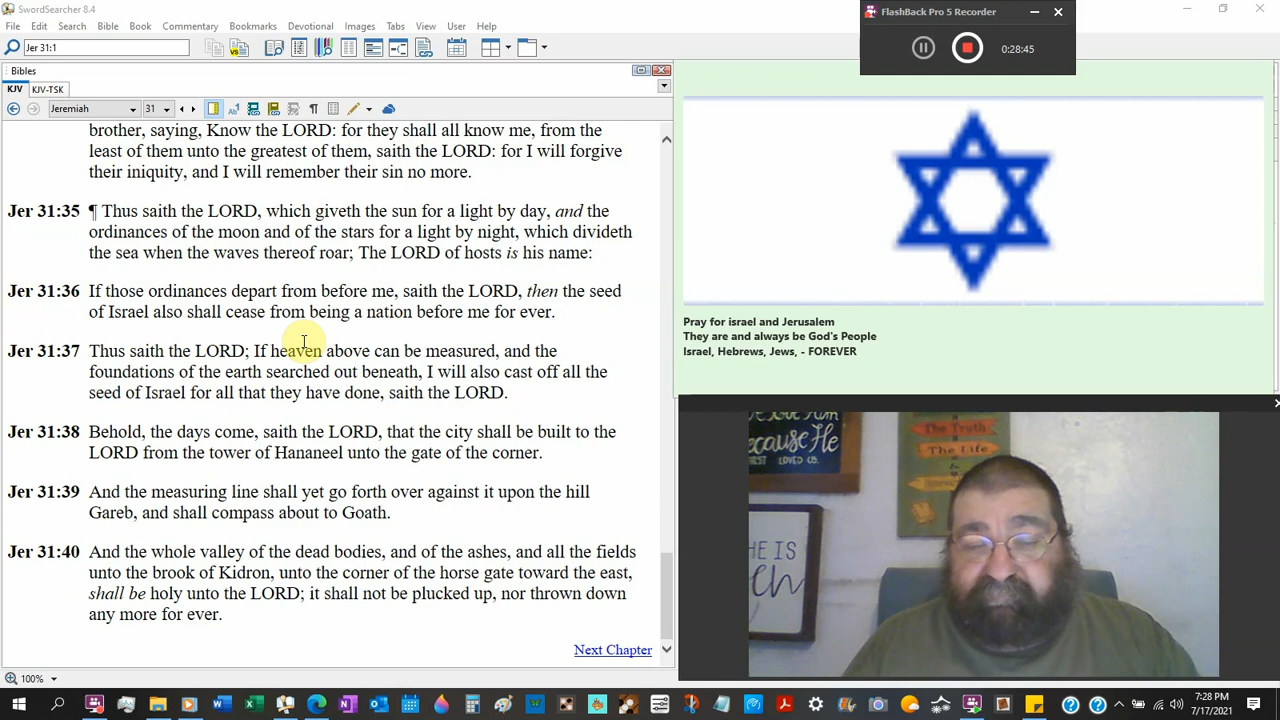 SwordSearcher 8.4
File Edit Search Bible Book Commentary Bookmarks Devotional Images Tabs View User Help
Jer 31:1
VS
FlashBack Pro 5 Recorder
0:28:45
Bibles
KJV KJV-TSK
Jeremiah 31
brother, saying, Know the LORD: for they shall all know me, from the
least of them unto the greatest of them, saith the LORD: for I will forgive
their iniquity, and I will remember their sin no more.
Jer 31:35 ¶ Thus saith the LORD, which giveth the sun for a light by day, and the
ordinances of the moon and of the stars for a light by night, which divideth
the sea when the waves thereof roar; The LORD of hosts is his name:
Jer 31:36 If those ordinances depart from before me, saith the LORD, then the seed
of Israel also shall cease from being a nation before me for ever.
Jer 31:37 Thus saith the LORD; If heaven above can be measured, and the
foundations of the earth searched out beneath, I will also cast off all the
seed of Israel for all that they have done, saith the LORD.
Jer 31:38 Behold, the days come, saith the LORD, that the city shall be built to the
LORD from the tower of Hananeel unto the gate of the corner.
Jer 31:39 And the measuring line shall yet go forth over against it upon the hill
Gareb, and shall compass about to Goath.
Jer 31:40 And the whole valley of the dead bodies, and of the ashes, and all the fields
unto the brook of Kidron, unto the corner of the horse gate toward the east,
shall be holy unto the LORD; it shall not be plucked up, nor thrown down
any more for ever.
Next Chapter
100%
Pray for israel and Jerusalem
They are and always be God's People
Israel, Hebrews, Jews, - FOREVER
Because He
LOVED US.
The Truth
The Life
&
HE IS
7:28 PM
7/17/2021